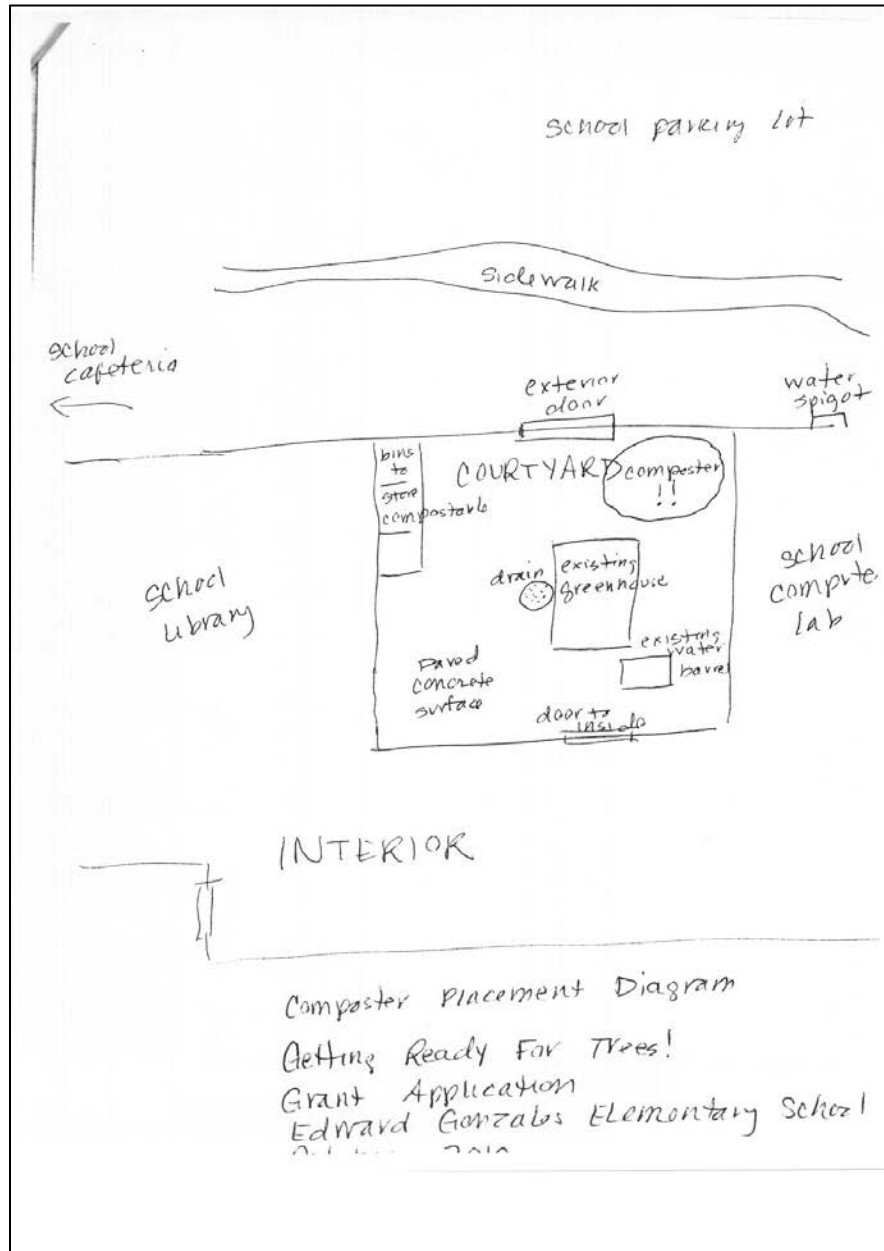 school parking lot
sidewalk
school
cafeteria
exterior
door
water
spigot
bins
to
store
compostable
COURTYARD
composter
!!
school
library
drain
existing
greenhouse
school
compute
lab
existing
water
barrel
paved
concrete
surface
door to
inside
INTERIOR
Composter Placement Diagram
Getting Ready For Trees!
Grant Application
Edward Gonzales Elementary School